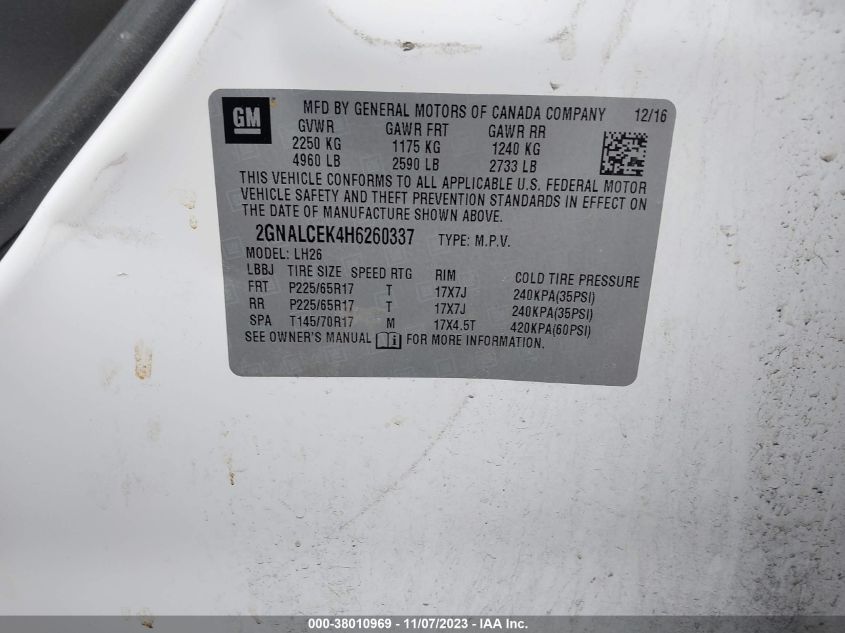 GM MFD BY GENERAL MOTORS OF CANADA COMPANY 12/16
GVWR GAWR FRT GAWR RR
2250 KG 1175 KG 1240 KG
4960 LB 2590 LB 2733 LB
THIS VEHICLE CONFORMS TO ALL APPLICABLE U.S. FEDERAL MOTOR
VEHICLE SAFETY AND THEFT PREVENTION STANDARDS IN EFFECT ON
THE DATE OF MANUFACTURE SHOWN ABOVE.
2GNALCEK4H6260337 TYPE: M.P.V.
MODEL: LH26
LBBJ TIRE SIZE SPEED RTG RIM COLD TIRE PRESSURE
FRT P225/65R17 T 17X7J 240KPA(35PSI)
RR P225/65R17 T 17X7J 240KPA(35PSI)
SPA T145/70R17 M 17X4.5T 420KPA(60PSI)
SEE OWNER'S MANUAL FOR MORE INFORMATION.
000-38010969 - 11/07/2023 - IAA Inc.